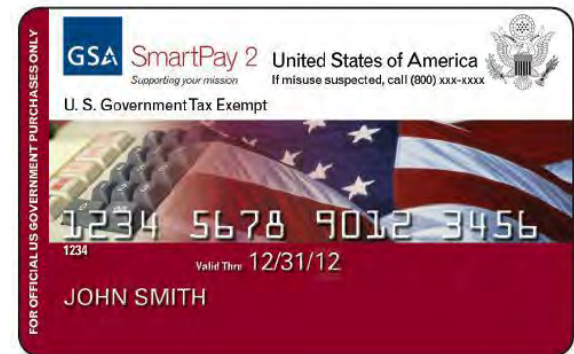 FOR OFFICIAL US GOVERNMENT PURCHASES ONLY
GSA SmartPay 2
Supporting your mission
United States of America
If misuse suspected, call (800) xxx-xxxx
U. S. Government Tax Exempt
1234 5678 9012 3456
1234
Valid Thru 12/31/12
JOHN SMITH